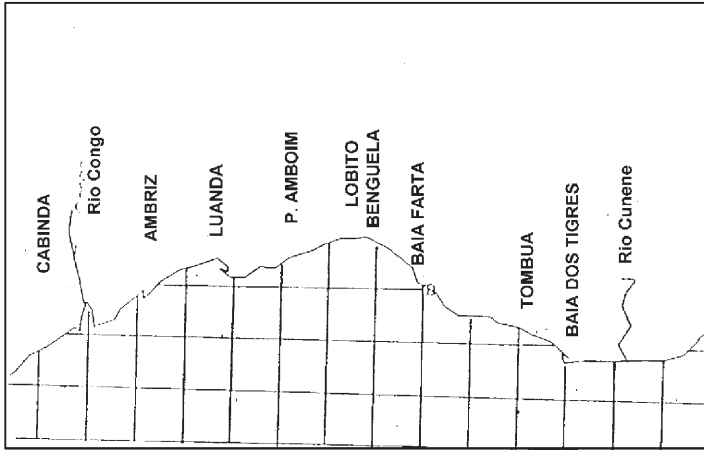 CABINDA
Rio Congo
AMBRIZ
LUANDA
P. AMBOIM
LOBITO
BENGUELA
BAIA FARTA
TOMBUA
BAIA DOS TIGRES
Rio Cunene